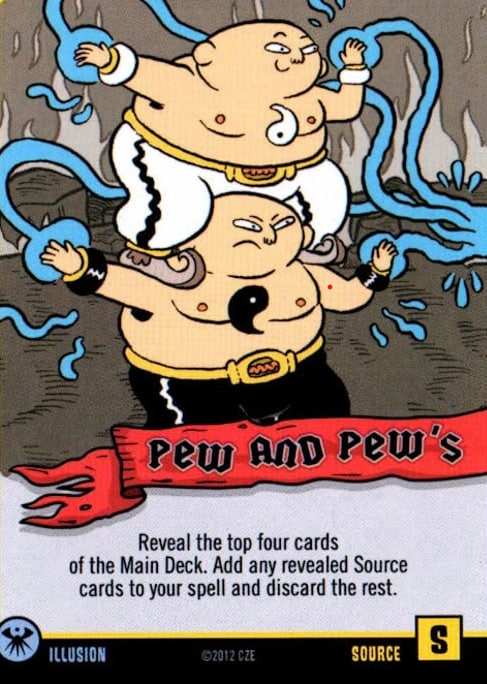 Pew and Pew's
Reveal the top four cards
of the Main Deck. Add any revealed Source
cards to your spell and discard the rest.
ILLUSION ©2012 CZE SOURCE S